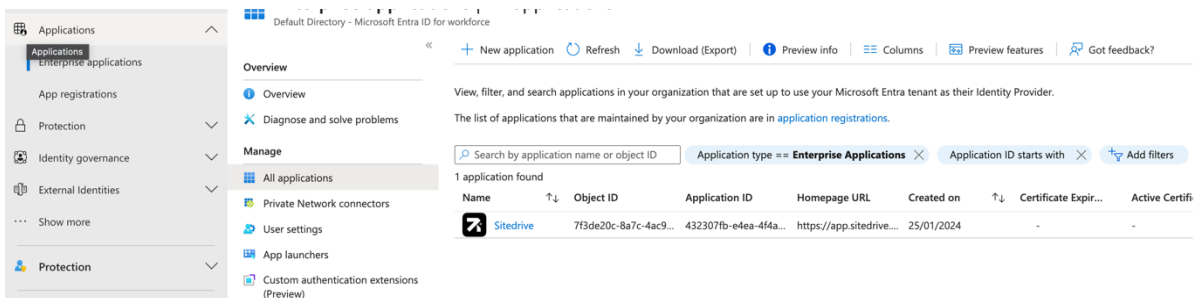 Applications
Applications
Enterprise applications
App registrations
Protection
Identity governance
External Identities
Show more
Protection
Default Directory - Microsoft Entra ID for workforce
Overview
Overview
Diagnose and solve problems
Manage
All applications
Private Network connectors
User settings
App launchers
Custom authentication extensions
(Preview)
New application Refresh Download (Export) Preview info Columns Preview features Got feedback?
View, filter, and search applications in your organization that are set up to use your Microsoft Entra tenant as their Identity Provider.
The list of applications that are maintained by your organization are in application registrations.
Search by application name or object ID Application type == Enterprise Applications Application ID starts with Add filters
1 application found
Name Object ID Application ID Homepage URL Created on Certificate Expir... Active Certifi
Sitedrive 7f3de20c-8a7c-4ac9... 432307fb-e4ea-4f4a... https://app.sitedrive.... 25/01/2024 - -